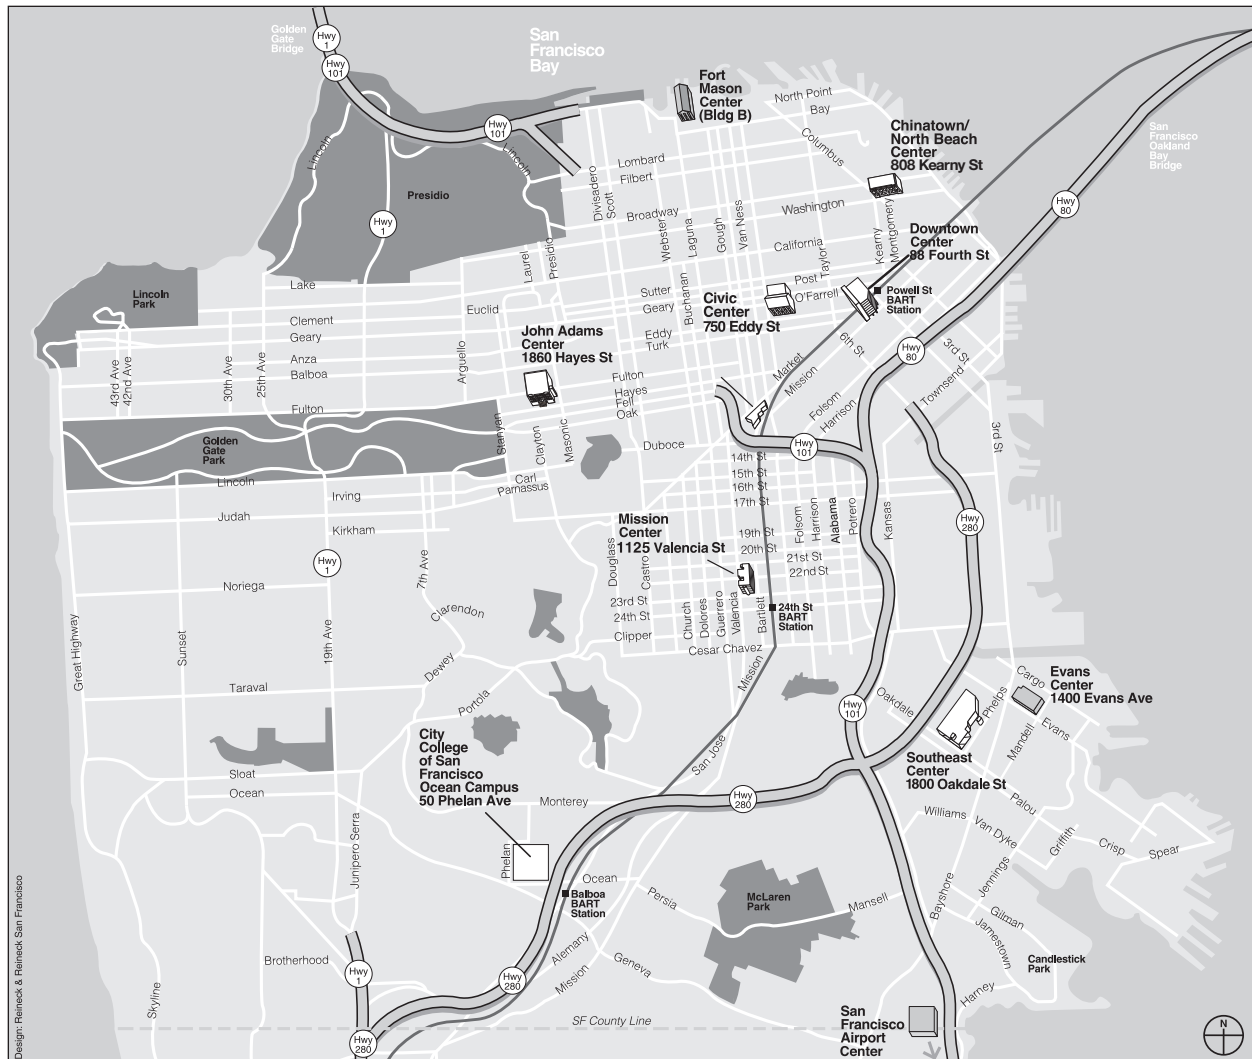 Golden
Gate
Bridge
Hwy
1
Hwy
101
San
Francisco
Bay
Fort
Mason
Center
(Bldg B)
North Point
Bay
Columbus
Chinatown/
North Beach
Center
808 Kearny St
San
Francisco
Oakland
Bay
Bridge
Hwy
101
Lincoln
Lincoln
Lombard
Filbert
Divisadero
Scott
Presidio
Hwy
1
Broadway
Washington
Webster
Laguna
Gough
Van Ness
Kearny
Montgomery
Hwy
80
Downtown
Center
88 Fourth St
California
Taylor
Laurel
Presidio
Lincoln
Park
Lake
Post
O'Farrell
Powell St
BART
Station
Euclid
Sutter
Geary
Buchanan
Civic
Center
750 Eddy St
Clement
Geary
Eddy
Turk
John Adams
Center
1860 Hayes St
6th St
Hwy
80
3rd St
43rd Ave
42nd Ave
30th Ave
25th Ave
Anza
Balboa
Arguello
Market
Mission
Townsend
Fulton
Fulton
Hayes
Fell
Oak
Folsom
Harrison
3rd St
Golden
Gate
Park
Stanyan
Clayton
Masonic
Duboce
Hwy
101
14th St
15th St
16th St
17th St
Lincoln
Carl
Parnassus
Irving
Judah
Kirkham
Mission
Center
1125 Valencia St
19th St
20th St
21st St
22nd St
Folsom
Harrison
Alabama
Potrero
Kansas
Hwy
280
Hwy
1
7th Ave
Douglass
Castro
Noriega
23rd St
24th St
Clarendon
Church
Dolores
Guerrero
Valencia
Bartlett
24th St
BART
Station
Clipper
Cesar Chavez
Great Highway
Sunset
19th Ave
Dewey
Mission
Taraval
Portola
Hwy
101
Oakdale
Phelps
Cargo
Evans
Center
1400 Evans Ave
Evans
Mandell
City
College
of San
Francisco
Ocean Campus
50 Phelan Ave
San Jose
Southeast
Center
1800 Oakdale St
Sloat
Ocean
Monterey
Hwy
280
Palou
Williams
Van Dyke
Griffith
Crisp
Spear
Junipero Serra
Phelan
Ocean
Balboa
BART
Station
Persia
McLaren
Park
Mansell
Bayshore
Jennings
Gilman
Jamestown
Candlestick
Park
Brotherhood
Hwy
1
Alemany
Mission
Geneva
Hwy
280
Harney
Skyline
SF County Line
Hwy
280
San
Francisco
Airport
Center
N
Design: Reineck & Reineck San Francisco